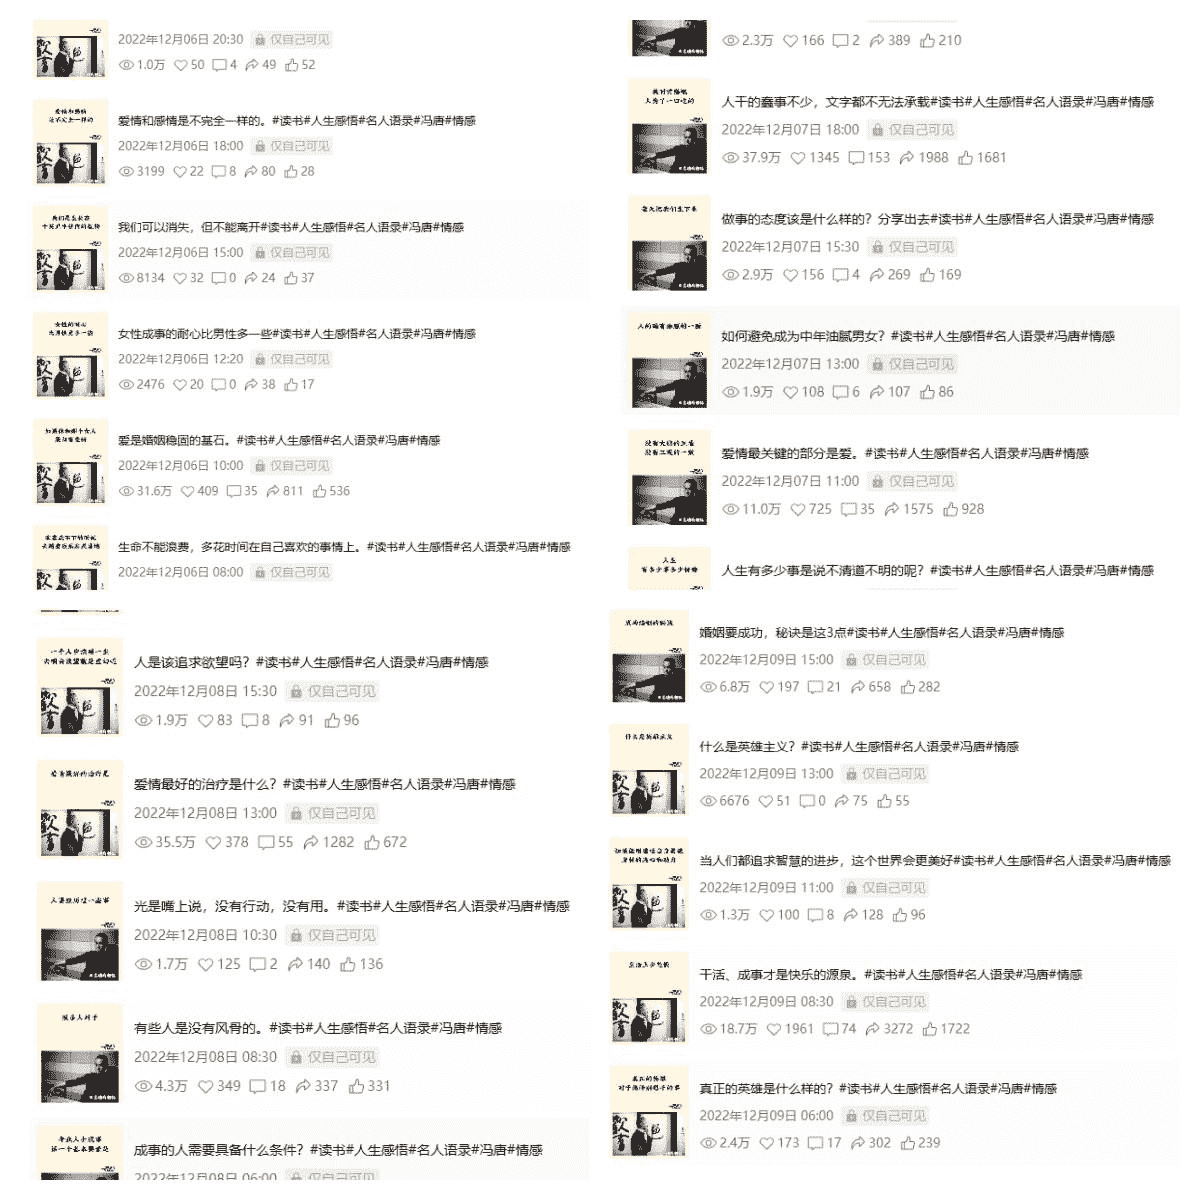 2022年12月06日 20:30 仅自己可见
1.0万 50 4 49 52
爱情和感情是不完全一样的。#读书#人生感悟#名人语录#冯唐#情感
2022年12月06日 18:00 仅自己可见
3199 22 8 80 28
我们可以消失，但不能离开#读书#人生感悟#名人语录#冯唐#情感
2022年12月06日 15:00 仅自己可见
8134 32 0 24 37
女性成事的耐心比男性多一些#读书#人生感悟#名人语录#冯唐#情感
2022年12月06日 12:20 仅自己可见
2476 20 0 38 17
爱是婚姻稳固的基石。#读书#人生感悟#名人语录#冯唐#情感
2022年12月06日 10:00 仅自己可见
31.6万 409 35 811 536
生命不能浪费，多花时间在自己喜欢的事情上。#读书#人生感悟#名人语录#冯唐#情感
2022年12月06日 08:00 仅自己可见
2.3万 166 2 389 210
人干的蠢事不少，文字都不无法承载#读书#人生感悟#名人语录#冯唐#情感
2022年12月07日 18:00 仅自己可见
37.9万 1345 153 1988 1681
做事的态度该是什么样的？分享出去#读书#人生感悟#名人语录#冯唐#情感
2022年12月07日 15:30 仅自己可见
2.9万 156 4 269 169
如何避免成为中年油腻男女？#读书#人生感悟#名人语录#冯唐#情感
2022年12月07日 13:00 仅自己可见
1.9万 108 6 107 86
爱情最关键的部分是爱。#读书#人生感悟#名人语录#冯唐#情感
2022年12月07日 11:00 仅自己可见
11.0万 725 35 1575 928
人生有多少事是说不清道不明的呢？#读书#人生感悟#名人语录#冯唐#情感
人是该追求欲望吗？#读书#人生感悟#名人语录#冯唐#情感
2022年12月08日 15:30 仅自己可见
1.9万 83 8 91 96
爱情最好的治疗是什么？#读书#人生感悟#名人语录#冯唐#情感
2022年12月08日 13:00 仅自己可见
35.5万 378 55 1282 672
光是嘴上说，没有行动，没有用。#读书#人生感悟#名人语录#冯唐#情感
2022年12月08日 10:30 仅自己可见
1.7万 125 2 140 136
有些人是没有风骨的。#读书#人生感悟#名人语录#冯唐#情感
2022年12月08日 08:30 仅自己可见
4.3万 349 18 337 331
成事的人需要具备什么条件？#读书#人生感悟#名人语录#冯唐#情感
2022年12月08日 06:00 仅自己可见
婚姻要成功，秘诀是这3点#读书#人生感悟#名人语录#冯唐#情感
2022年12月09日 15:00 仅自己可见
6.8万 197 21 658 282
什么是英雄主义？#读书#人生感悟#名人语录#冯唐#情感
2022年12月09日 13:00 仅自己可见
6676 51 0 75 55
当人们都追求智慧的进步，这个世界会更美好#读书#人生感悟#名人语录#冯唐#情感
2022年12月09日 11:00 仅自己可见
1.3万 100 8 128 96
干活、成事才是快乐的源泉。#读书#人生感悟#名人语录#冯唐#情感
2022年12月09日 08:30 仅自己可见
18.7万 1961 74 3272 1722
真正的英雄是什么样的？#读书#人生感悟#名人语录#冯唐#情感
2022年12月09日 06:00 仅自己可见
2.4万 173 17 302 239